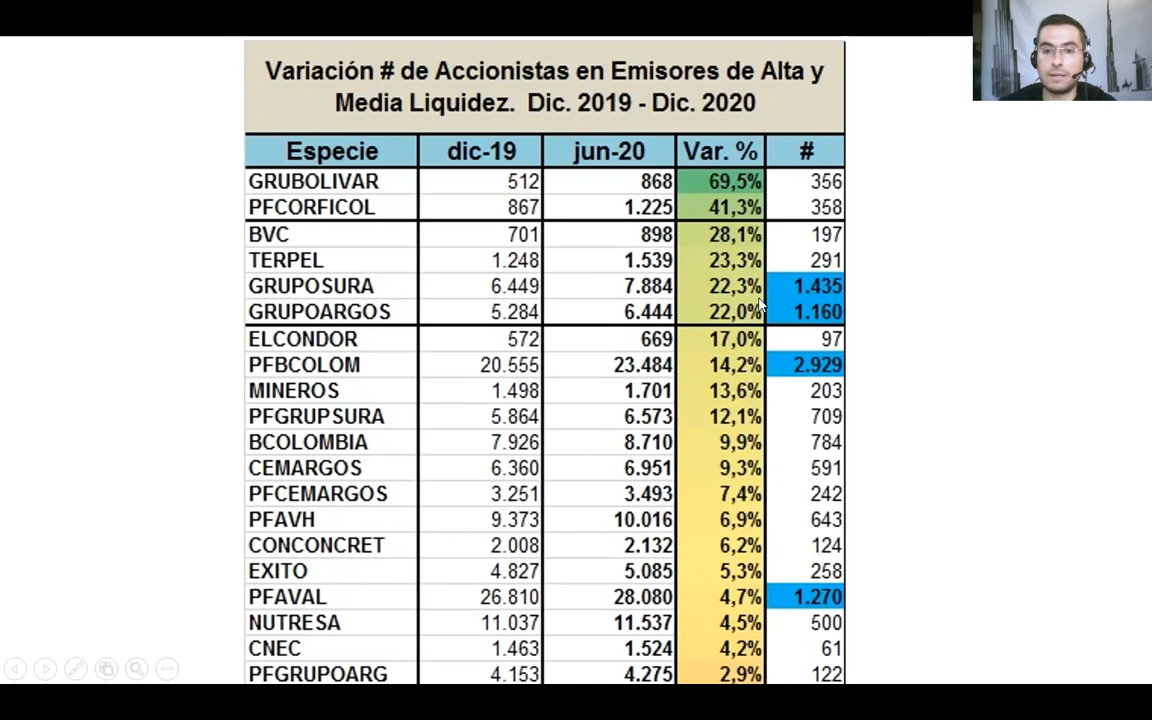 Variación # de Accionistas en Emisores de Alta y
Media Liquidez. Dic. 2019 - Dic. 2020
Especie dic-19 jun-20 Var. % #
GRUBOLIVAR 512 868 69,5% 356
PFCORFICOL 867 1.225 41,3% 358
BVC 701 898 28,1% 197
TERPEL 1.248 1.539 23,3% 291
GRUPOSURA 6.449 7.884 22,3% 1.435
GRUPOARGOS 5.284 6.444 22,0% 1.160
ELCONDOR 572 669 17,0% 97
PFBCOLOM 20.555 23.484 14,2% 2.929
MINEROS 1.498 1.701 13,6% 203
PFGRUPSURA 5.864 6.573 12,1% 709
BCOLOMBIA 7.926 8.710 9,9% 784
CEMARGOS 6.360 6.951 9,3% 591
PFCEMARGOS 3.251 3.493 7,4% 242
PFAVH 9.373 10.016 6,9% 643
CONCONCRET 2.008 2.132 6,2% 124
EXITO 4.827 5.085 5,3% 258
PFAVAL 26.810 28.080 4,7% 1.270
NUTRESA 11.037 11.537 4,5% 500
CNEC 1.463 1.524 4,2% 61
PFGRUPOARG 4.153 4.275 2,9% 122